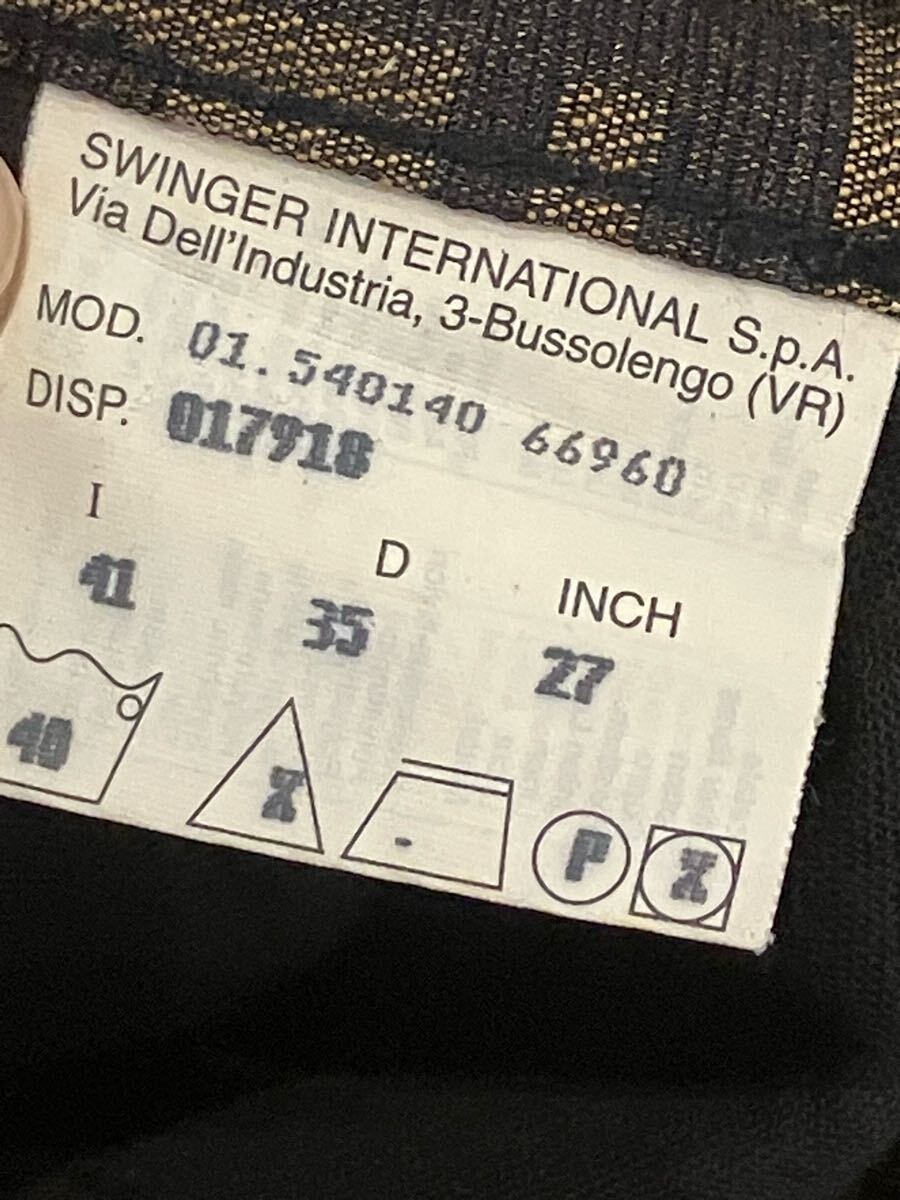 SWINGER INTERNATIONAL S.p.A.
Via Dell'Industria, 3-Bussolengo (VR)
MOD. 01.540140 66960
DISP. 017918
I D INCH
41 35 27
40 X P X